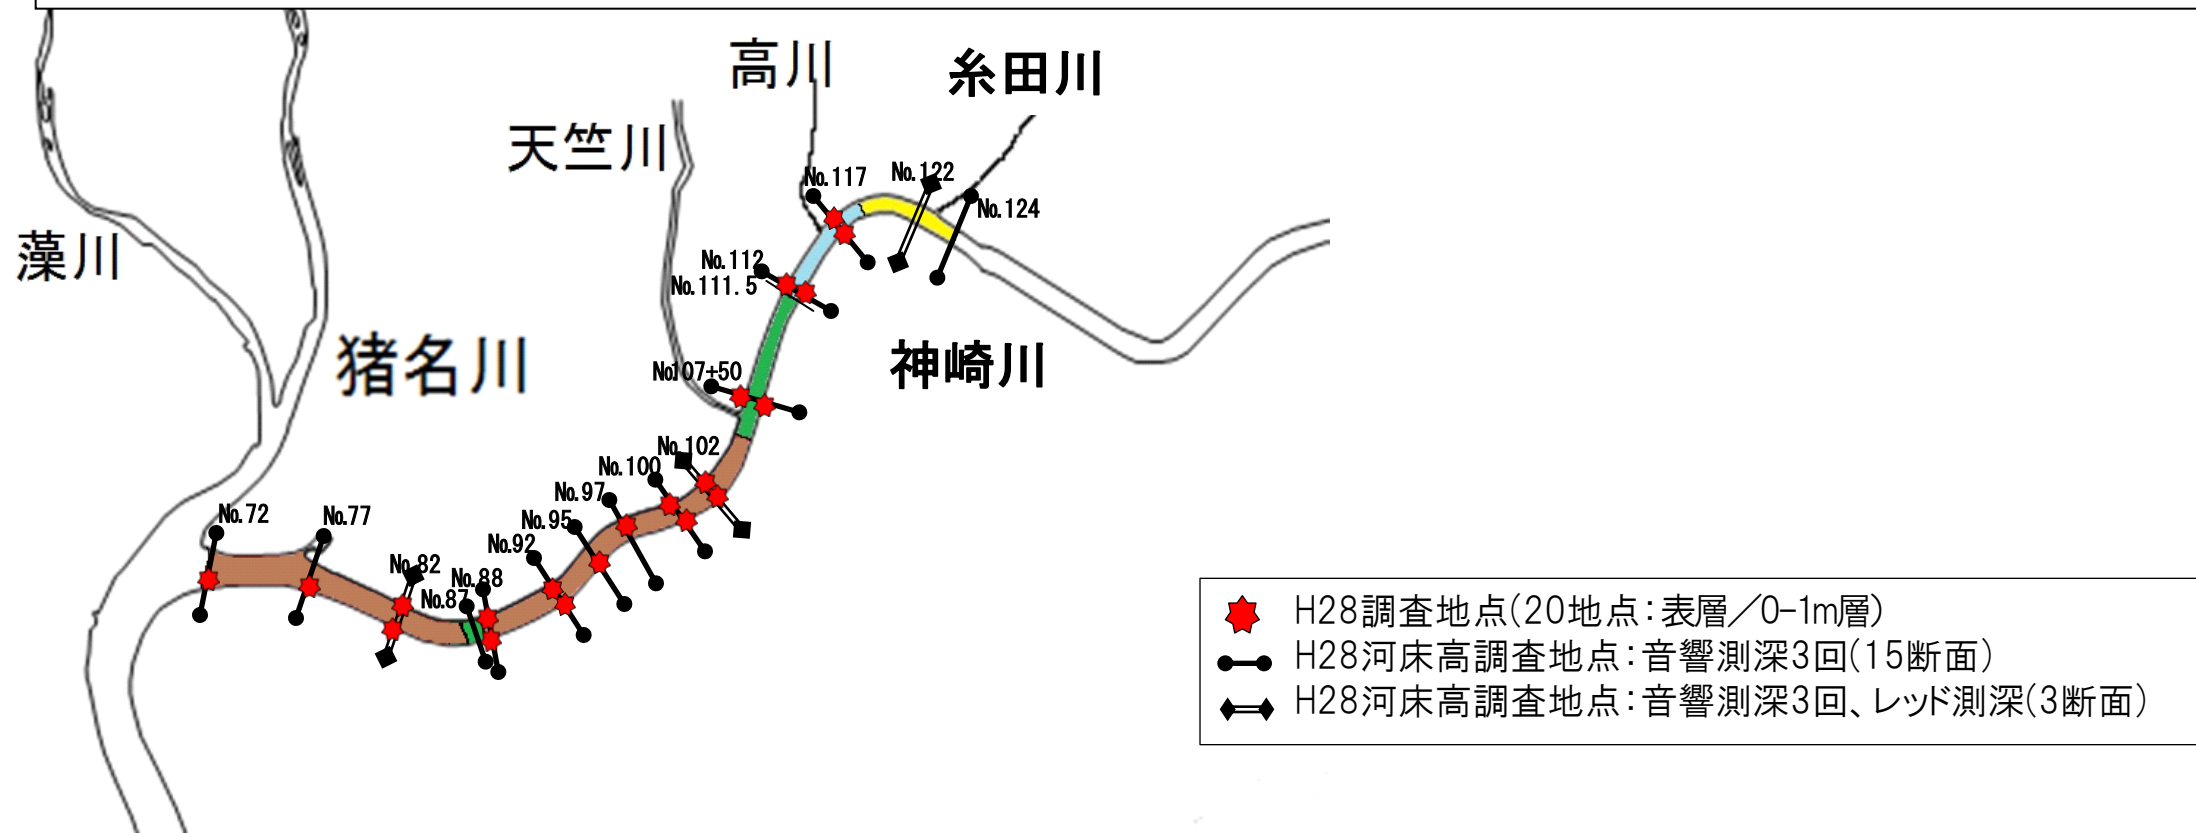 高川
糸田川
天竺川
No.117
No.122
No.124
藻川
No.112
No.111.5
猪名川
神崎川
No107+50
No.102
No.100
No.97
No.95
No.92
No.72
No.77
No.82
No.88
No.87
H28調査地点(20地点:表層／0-1m層)
H28河床高調査地点:音響測深3回(15断面)
H28河床高調査地点:音響測深3回、レッド測深(3断面)